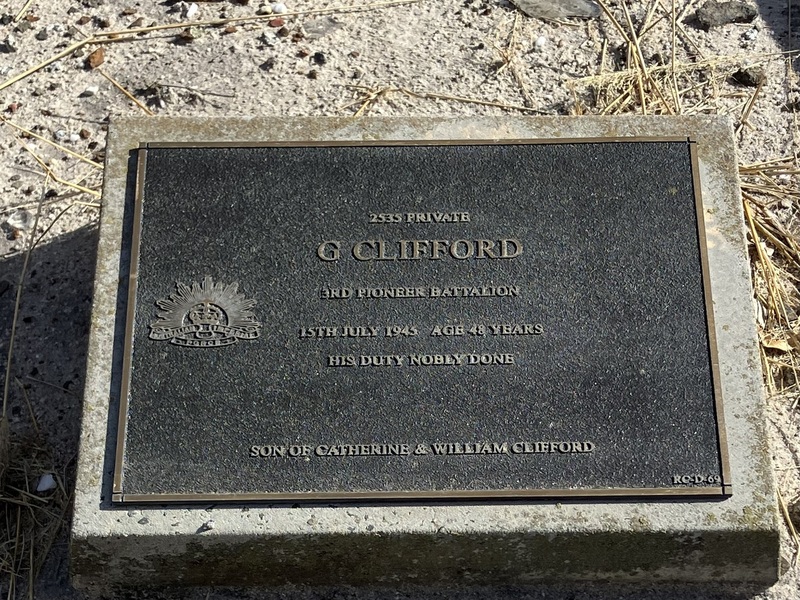 2535 PRIVATE
G CLIFFORD
3RD PIONEER BATTALION
15TH JULY 1945 AGE 48 YEARS
HIS DUTY NOBLY DONE
SON OF CATHERINE & WILLIAM CLIFFORD
RC-D-69